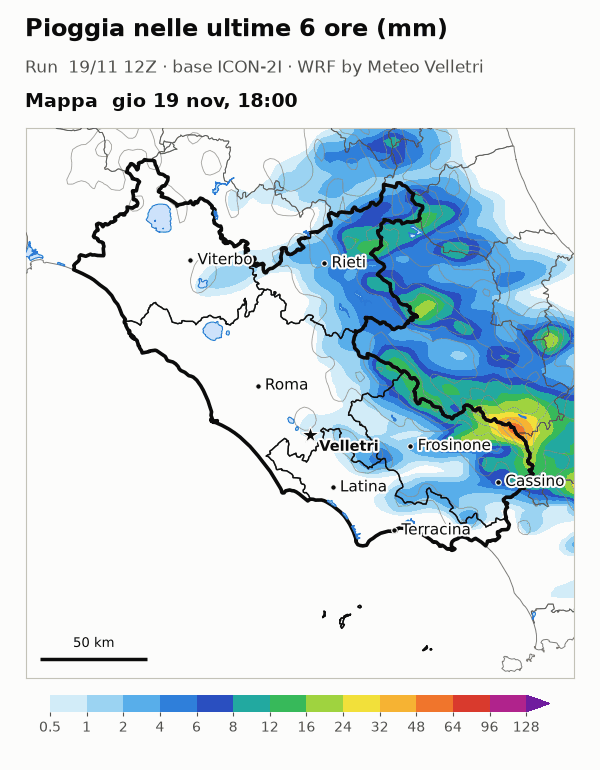 Pioggia nelle ultime 6 ore (mm)
Run  19/11 12Z · base ICON-2I · WRF by Meteo Velletri
Mappa  gio 19 nov, 18:00
Viterbo
Rieti
Roma
Velletri
Frosinone
Latina
Cassino
Terracina
50 km
0.5 1 2 4 6 8 12 16 24 32 48 64 96 128